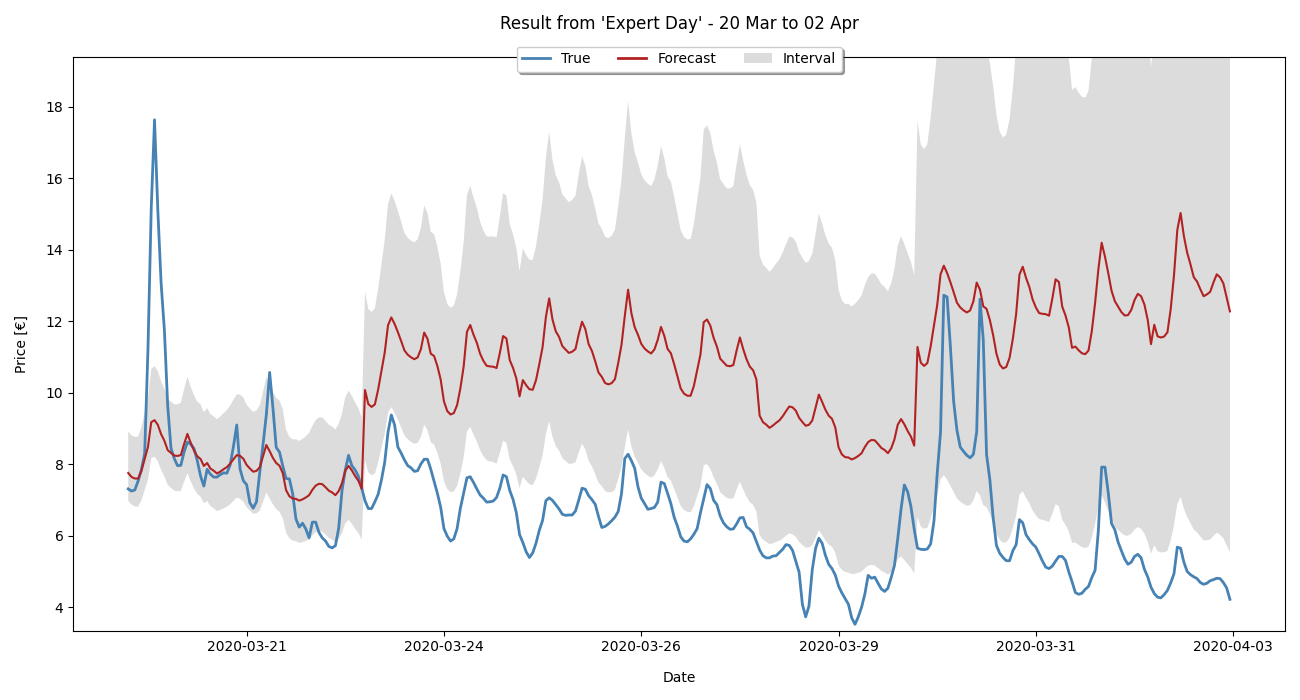 Result from 'Expert Day' - 20 Mar to 02 Apr
True
Forecast
Interval
Price [€]
18
16
14
12
10
8
6
4
2020-03-21
2020-03-24
2020-03-26
2020-03-29
2020-03-31
2020-04-03
Date